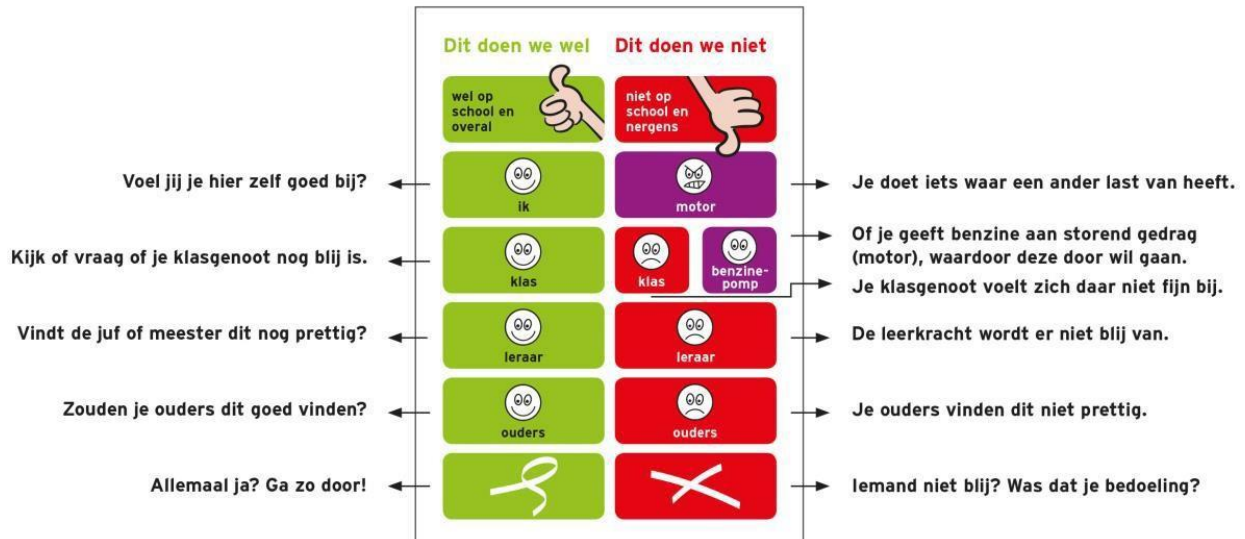 Dit doen we wel
Dit doen we niet
wel op
school en
overal
niet op
school en
nergens
Voel jij je hier zelf goed bij?
ik
motor
Je doet iets waar een ander last van heeft.
Kijk of vraag of je klasgenoot nog blij is.
klas
klas
benzine-
pomp
Of je geeft benzine aan storend gedrag
(motor), waardoor deze door wil gaan.
Je klasgenoot voelt zich daar niet fijn bij.
Vindt de juf of meester dit nog prettig?
leraar
leraar
De leerkracht wordt er niet blij van.
Zouden je ouders dit goed vinden?
ouders
ouders
Je ouders vinden dit niet prettig.
Allemaal ja? Ga zo door!
Iemand niet blij? Was dat je bedoeling?